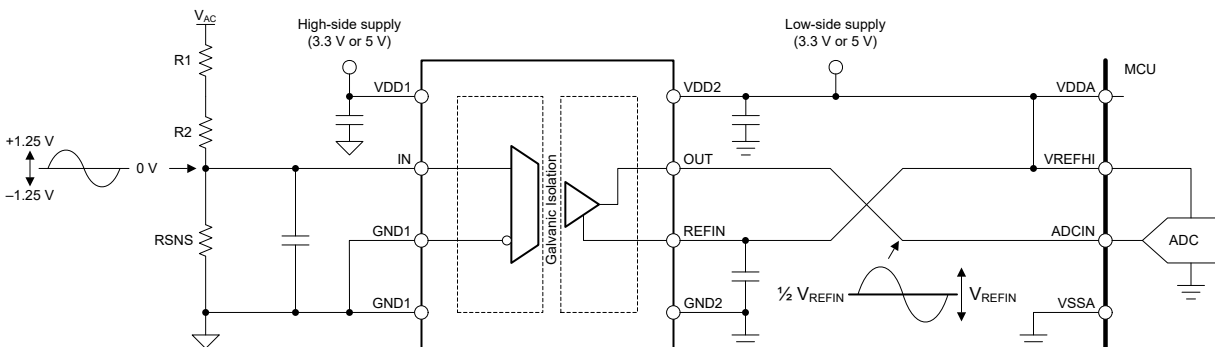 VAC
R1
R2
+1.25 V
0 V
–1.25 V
RSNS
High-side supply
(3.3 V or 5 V)
VDD1
IN
GND1
GND1
Galvanic Isolation
Low-side supply
(3.3 V or 5 V)
VDD2
OUT
REFIN
GND2
½ VREFIN
VREFIN
MCU
VDDA
VREFHI
ADCIN
ADC
VSSA